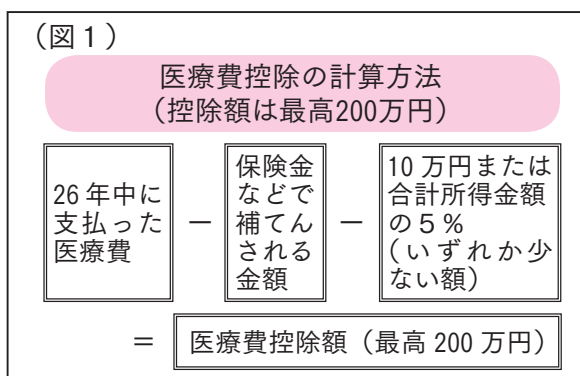 （図１）
医療費控除の計算方法
（控除額は最高200万円）
26年中に
支払った
医療費
－
保険金
などで
補てん
される
金額
－
10万円または
合計所得金額
の５％
（いずれか少
ない額）
＝
医療費控除額（最高200万円）